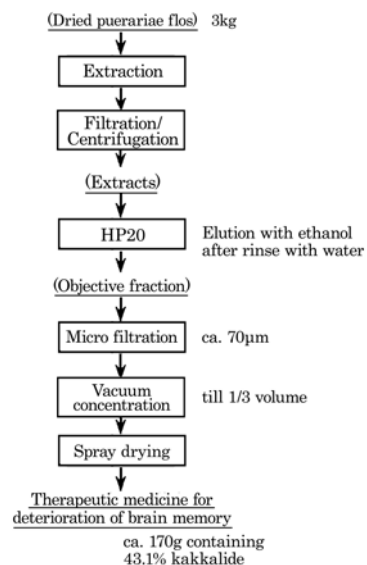 (Dried puerariae flos) 3kg
Extraction
Filtration/
Centrifugation
(Extracts)
HP20
Elution with ethanol
after rinse with water
(Objective fraction)
Micro filtration
ca. 70μm
Vacuum
concentration
till 1/3 volume
Spray drying
Therapeutic medicine for
deterioration of brain memory
ca. 170g containing
43.1% kakkalide